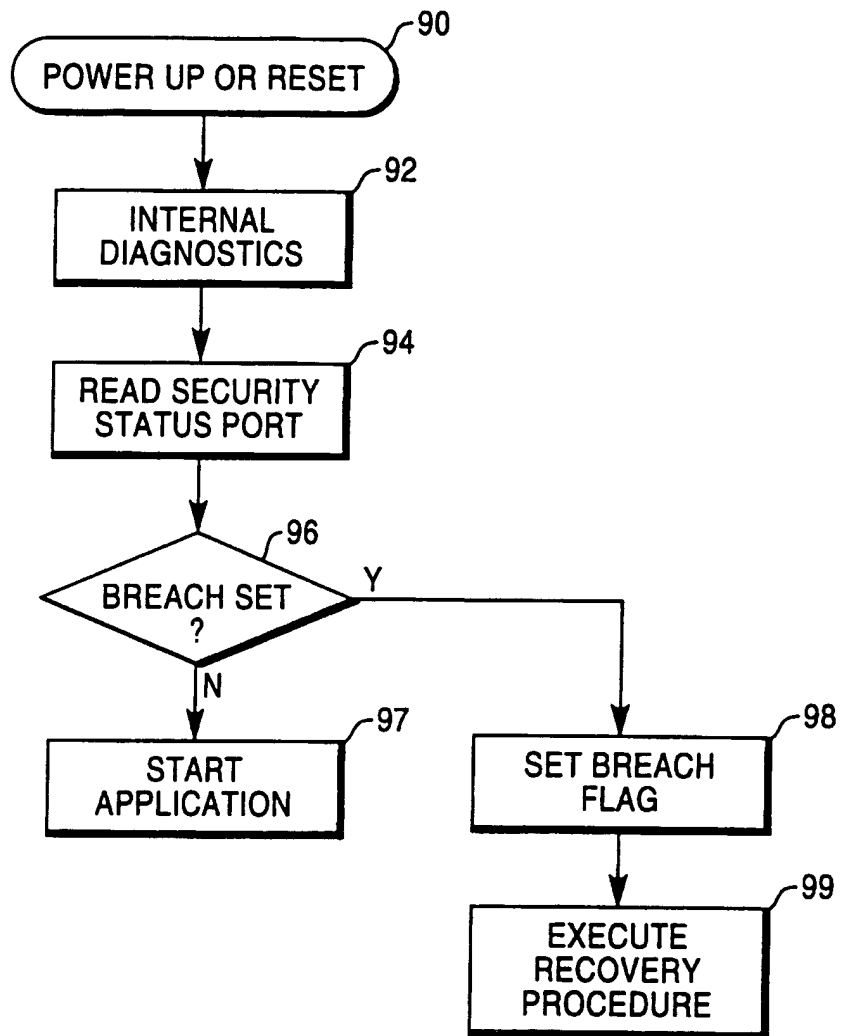 90
POWER UP OR RESET
92
INTERNAL
DIAGNOSTICS
94
READ SECURITY
STATUS PORT
96
BREACH SET
?
Y
N
97
START
APPLICATION
98
SET BREACH
FLAG
99
EXECUTE
RECOVERY
PROCEDURE